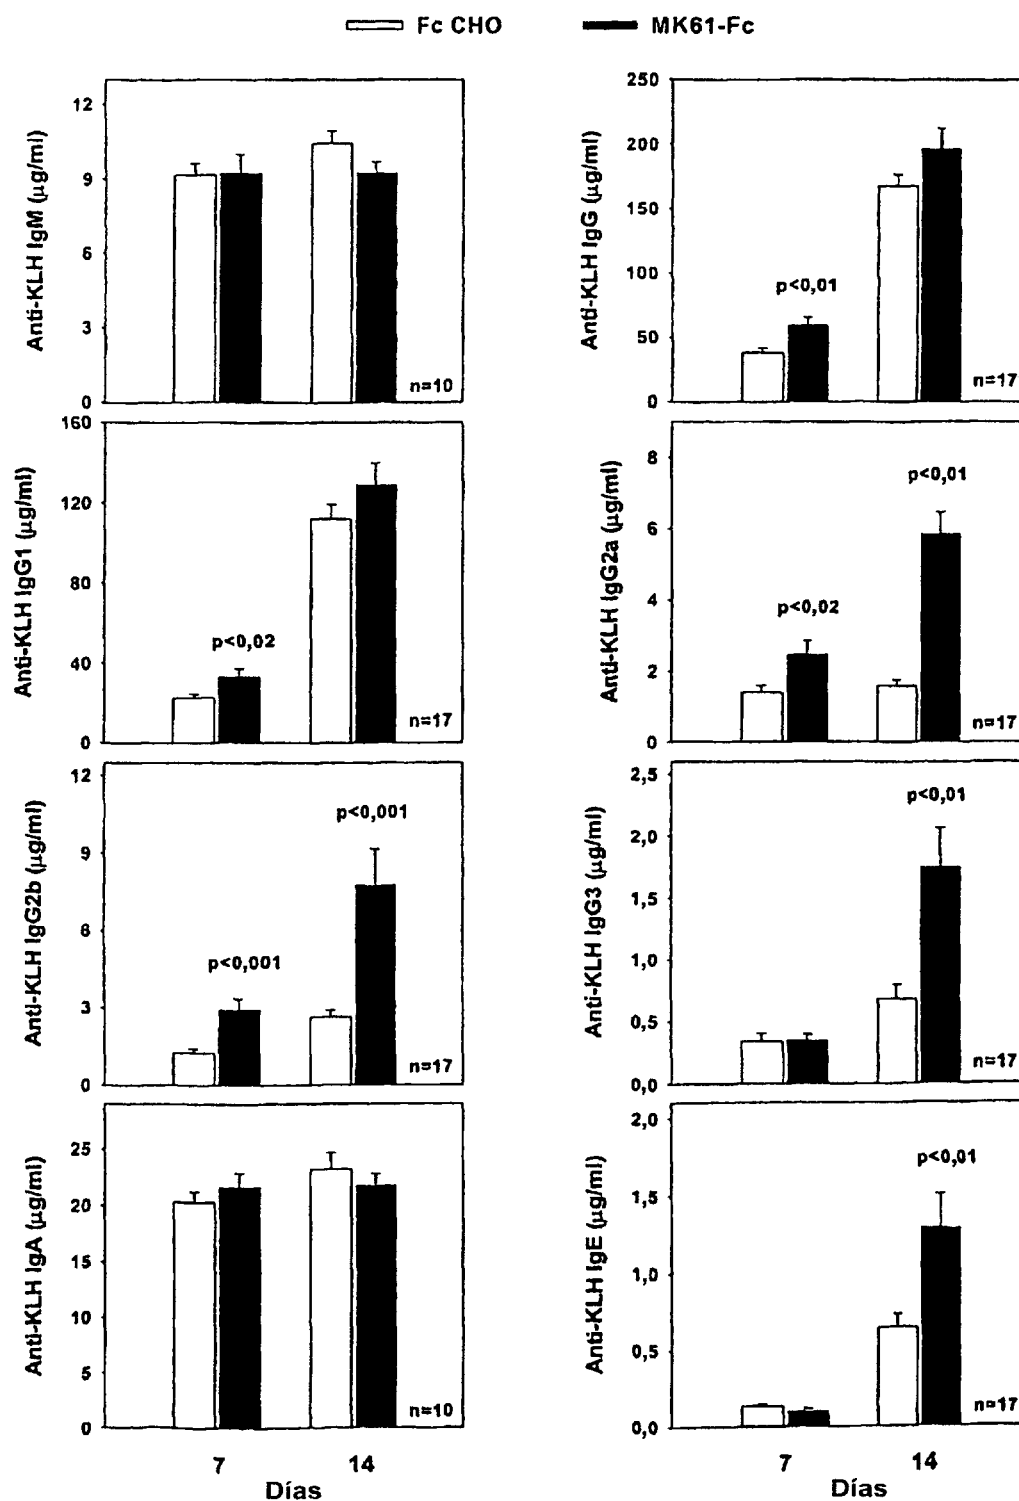 Fc CHO MK61-Fc
Anti-KLH IgM (µg/ml)
12
9
6
3
0
n=10
Anti-KLH IgG (µg/ml)
250
200
150
100
50
0
p<0,01
n=17
Anti-KLH IgG1 (µg/ml)
160
120
80
40
0
p<0,02
n=17
Anti-KLH IgG2a (µg/ml)
8
6
4
2
0
p<0,02
p<0,01
n=17
Anti-KLH IgG2b (µg/ml)
12
9
6
3
0
p<0,001
p<0,001
n=17
Anti-KLH IgG3 (µg/ml)
2,5
2,0
1,5
1,0
0,5
0,0
p<0,01
n=17
Anti-KLH IgA (µg/ml)
25
20
15
10
5
0
n=10
7 14
Días
Anti-KLH IgE (µg/ml)
2,0
1,5
1,0
0,5
0,0
p<0,01
n=17
7 14
Días